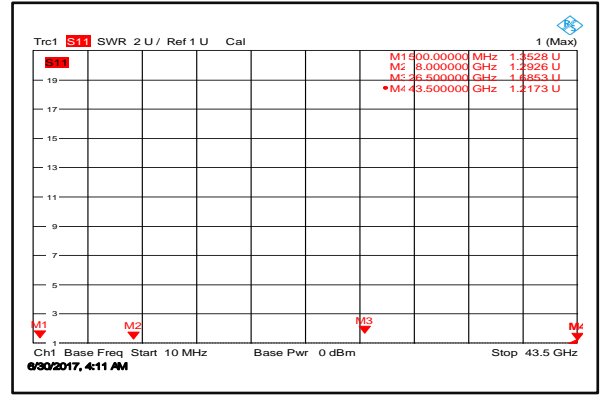 Trc1 S11 SWR 2 U / Ref 1 U Cal 1 (Max)
S11
M1 500.00000 MHz 1.3528 U
M2 8.000000 GHz 1.2926 U
M3 26.500000 GHz 1.6853 U
M4 43.500000 GHz 1.2173 U
19
17
15
13
11
9
7
5
3
M1 M2 M3 M4
1
Ch1 Base Freq Start 10 MHz Base Pwr 0 dBm Stop 43.5 GHz
6/30/2017, 4:11 AM